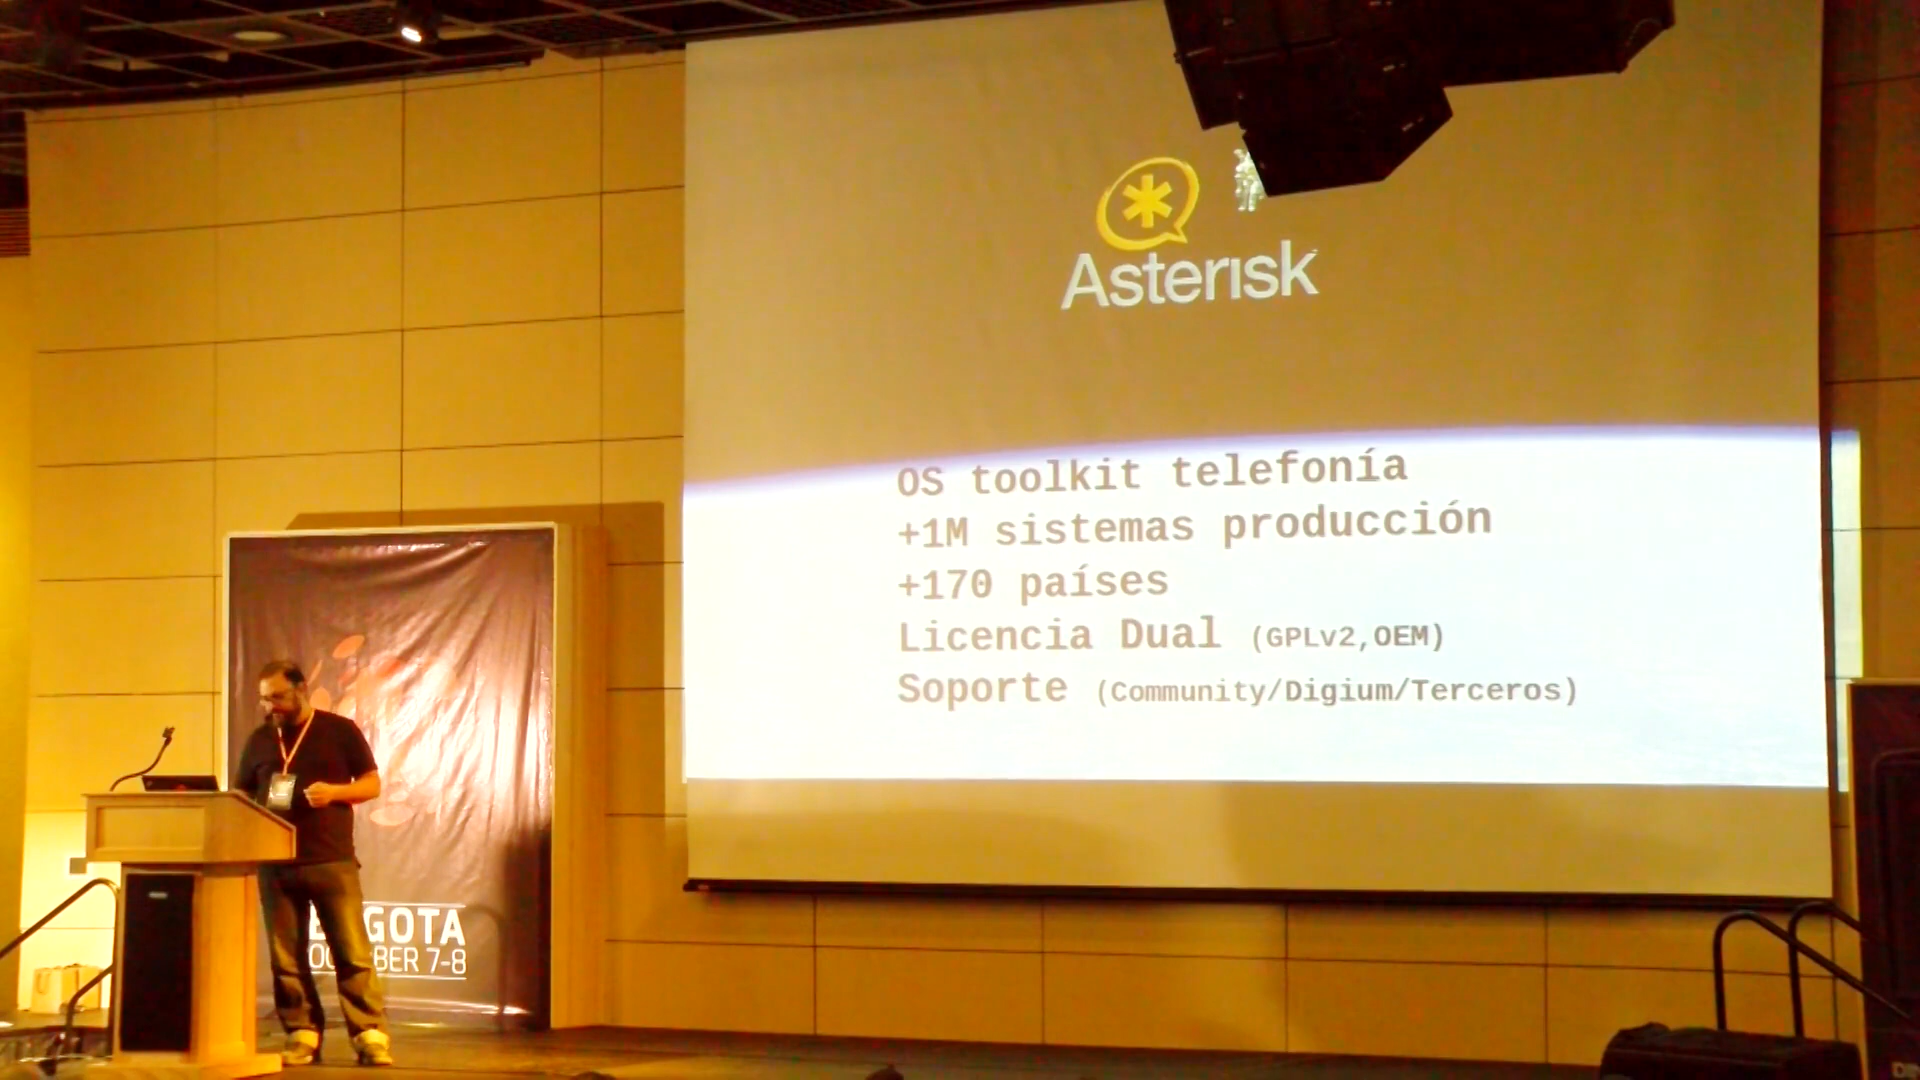 Asterisk
OS toolkit telefonía
+1M sistemas producción
+170 países
Licencia Dual (GPLv2,OEM)
Soporte (Community/Digium/Terceros)
GOTA
BER 7-8